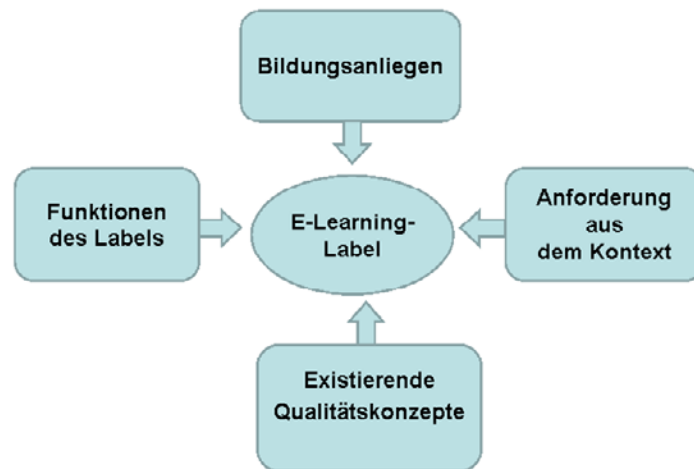 Bildungsanliegen
Funktionen
des Labels
E-Learning-
Label
Anforderung
aus
dem Kontext
Existierende
Qualitätskonzepte